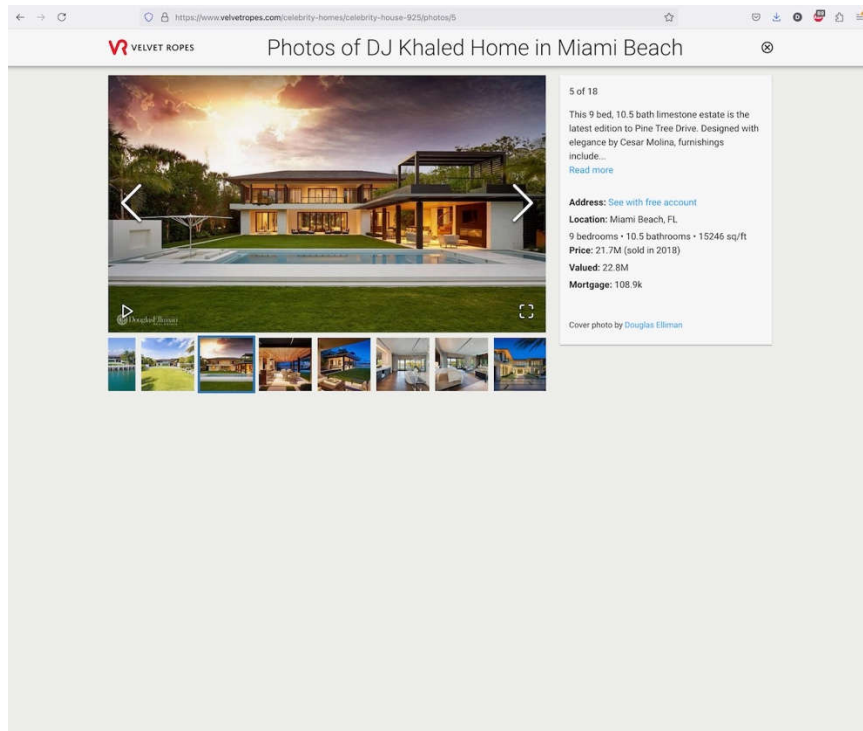 https://www.velvetropes.com/celebrity-homes/celebrity-house-925/photos/5
VR VELVET ROPES
Photos of DJ Khaled Home in Miami Beach
5 of 18
This 9 bed, 10.5 bath limestone estate is the
latest edition to Pine Tree Drive. Designed with
elegance by Cesar Molina, furnishings
include...
Read more
Address: See with free account
Location: Miami Beach, FL
9 bedrooms • 10.5 bathrooms • 15246 sq/ft
Price: 21.7M (sold in 2018)
Valued: 22.8M
Mortgage: 108.9k
Cover photo by Douglas Elliman
DouglasElliman
REAL ESTATE